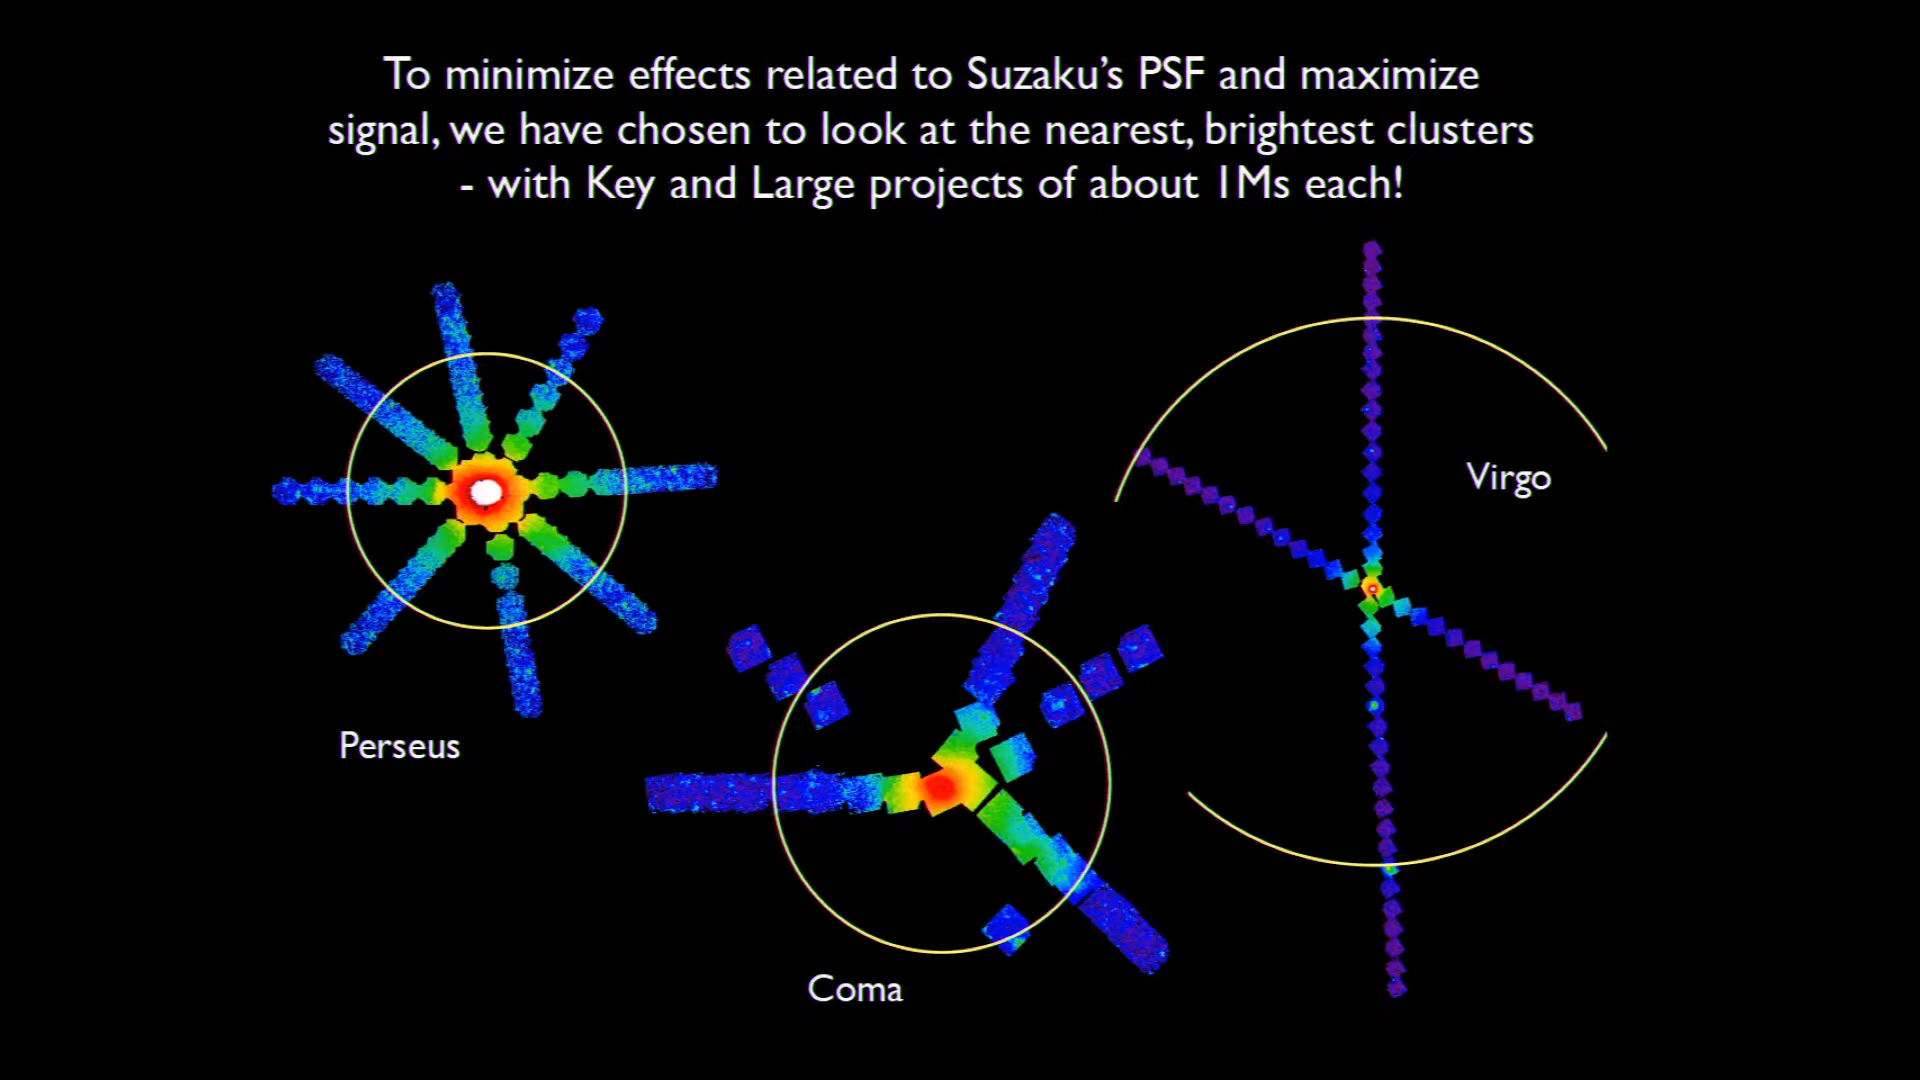 To minimize effects related to Suzaku's PSF and maximize
signal, we have chosen to look at the nearest, brightest clusters
- with Key and Large projects of about 1Ms each!
Virgo
Perseus
Coma